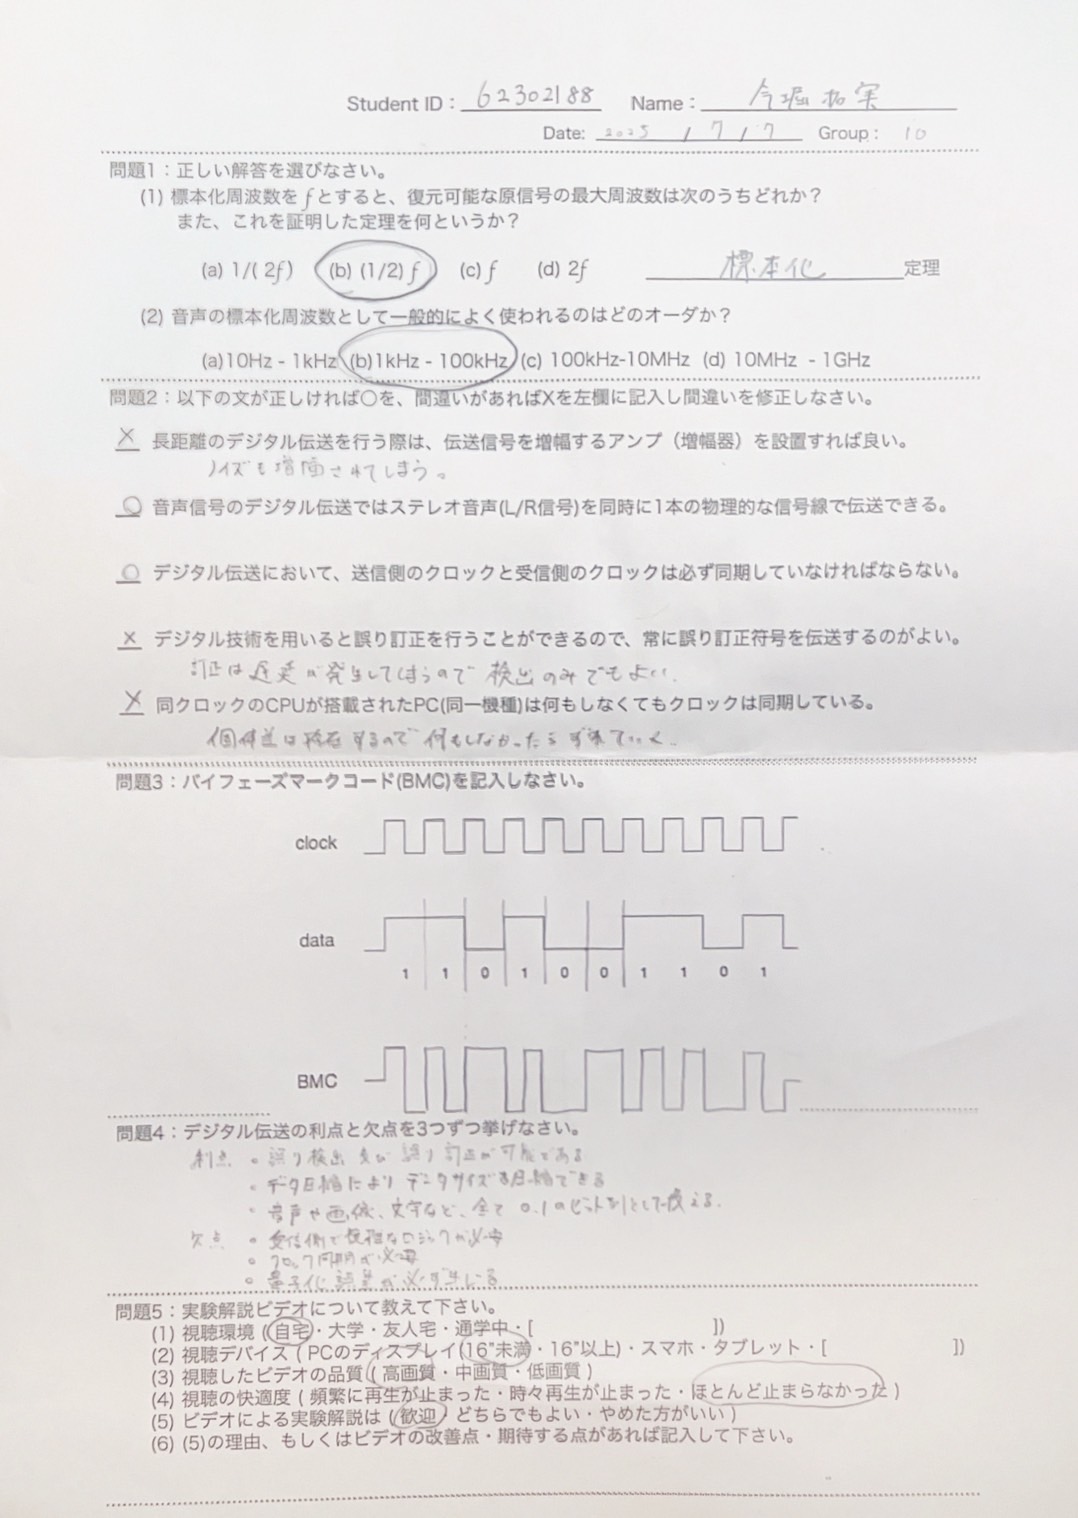 Student ID： 62302188 Name： 今堀拓実
Date: 2025 / 7 / 7 Group： 10
問題1：正しい解答を選びなさい。
(1) 標本化周波数を f とすると、復元可能な原信号の最大周波数は次のうちどれか？
また、これを証明した定理を何というか？
(a) 1/( 2f ) (b) (1/2) f (c) f (d) 2f 標本化 定理
(2) 音声の標本化周波数として一般的によく使われるのはどのオーダか？
(a)10Hz - 1kHz (b)1kHz - 100kHz (c) 100kHz-10MHz (d) 10MHz - 1GHz
問題2：以下の文が正しければ○を、間違いがあればXを左欄に記入し間違いを修正しなさい。
× 長距離のデジタル伝送を行う際は、伝送信号を増幅するアンプ（増幅器）を設置すれば良い。
ノイズも増幅されてしまう。
○ 音声信号のデジタル伝送ではステレオ音声(L/R信号)を同時に1本の物理的な信号線で伝送できる。
○ デジタル伝送において、送信側のクロックと受信側のクロックは必ず同期していなければならない。
× デジタル技術を用いると誤り訂正を行うことができるので、常に誤り訂正符号を伝送するのがよい。
訂正は遅延が発生してしまうので 検出のみでもよい.
× 同クロックのCPUが搭載されたPC(同一機種)は何もしなくてもクロックは同期している。
個体差は存在するので何もしなかったらずれていく.
問題3：バイフェーズマークコード(BMC)を記入しなさい。
clock
data
1 1 0 1 0 0 1 1 0 1
BMC
問題4：デジタル伝送の利点と欠点を3つずつ挙げなさい。
利点 ・誤り検出及び誤り訂正が可能である
・データ圧縮によりデータサイズを圧縮できる
・音声や画像、文字など、全て 0.1のビット列として扱える.
欠点 ・受信側で複雑なロジックが必要
・クロック同期が必要
・量子化誤差が必ず生じる
問題5：実験解説ビデオについて教えて下さい。
(1) 視聴環境 (自宅・大学・友人宅・通学中・[ ])
(2) 視聴デバイス ( PCのディスプレイ(16"未満・16"以上)・スマホ・タブレット・[ ])
(3) 視聴したビデオの品質 ( 高画質・中画質・低画質 )
(4) 視聴の快適度 ( 頻繁に再生が止まった・時々再生が止まった・ほとんど止まらなかった )
(5) ビデオによる実験解説は ( 歓迎・どちらでもよい・やめた方がいい )
(6) (5)の理由、もしくはビデオの改善点・期待する点があれば記入して下さい。